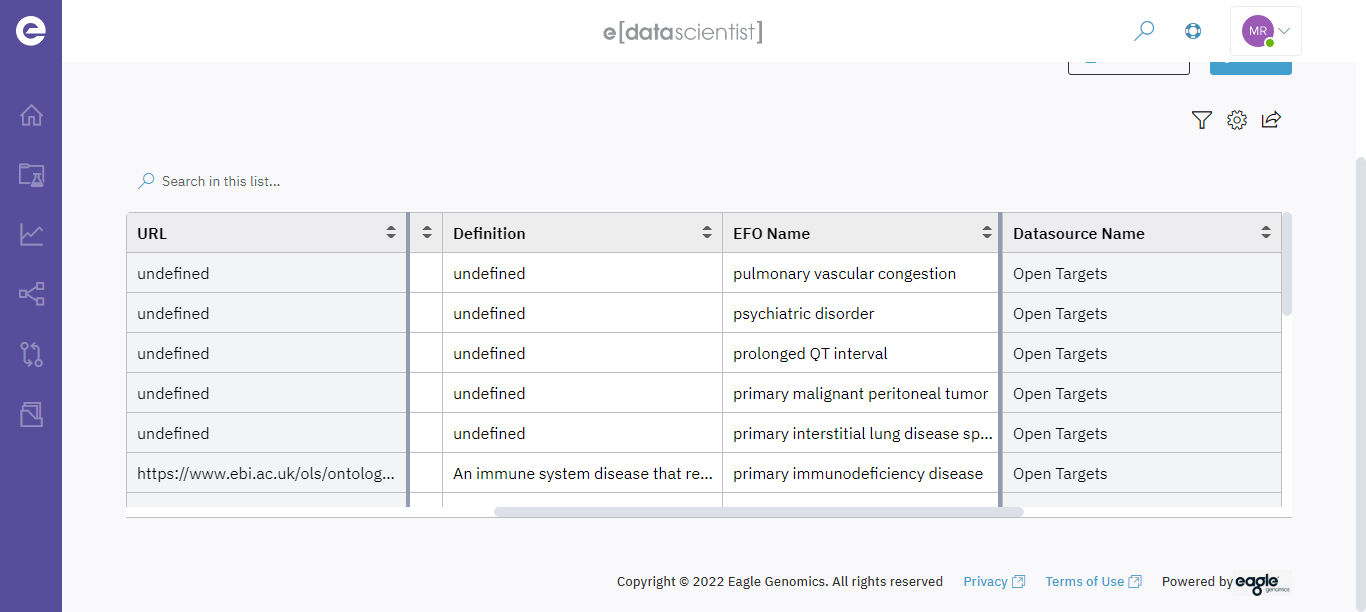 e[datascientist]
MR
Search in this list...
URL Definition EFO Name Datasource Name
undefined undefined pulmonary vascular congestion Open Targets
undefined undefined psychiatric disorder Open Targets
undefined undefined prolonged QT interval Open Targets
undefined undefined primary malignant peritoneal tumor Open Targets
undefined undefined primary interstitial lung disease sp... Open Targets
https://www.ebi.ac.uk/ols/ontolog... An immune system disease that re... primary immunodeficiency disease Open Targets
Copyright © 2022 Eagle Genomics. All rights reserved Privacy Terms of Use Powered by eagle genomics